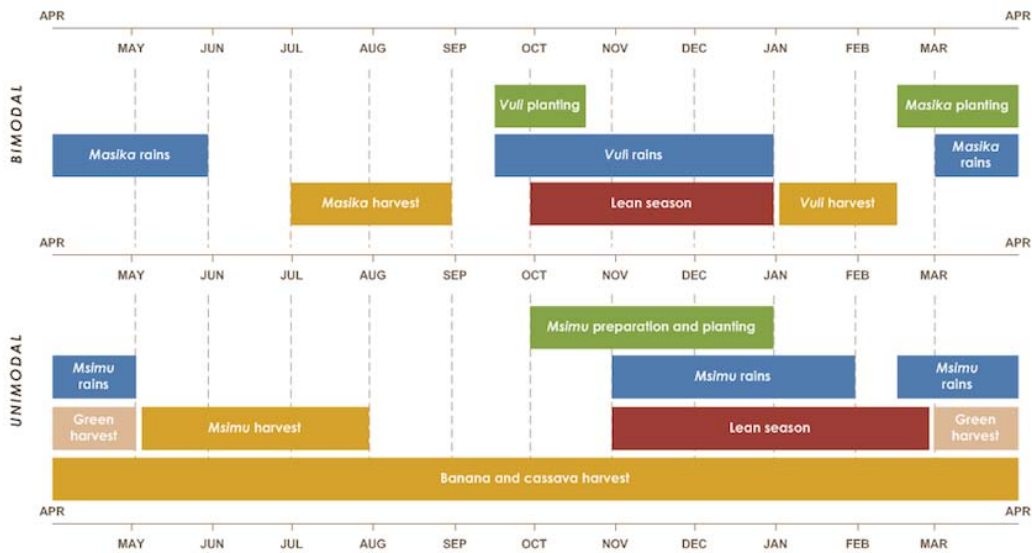 APR APR
MAY JUN JUL AUG SEP OCT NOV DEC JAN FEB MAR
BIMODAL
Vuli planting
Masika planting
Masika rains
Vuli rains
Masika
rains
Masika harvest
Lean season
Vuli harvest
APR APR
MAY JUN JUL AUG SEP OCT NOV DEC JAN FEB MAR
UNIMODAL
Msimu preparation and planting
Msimu
rains
Msimu rains
Msimu
rains
Green
harvest
Msimu harvest
Lean season
Green
harvest
Banana and cassava harvest
APR APR
MAY JUN JUL AUG SEP OCT NOV DEC JAN FEB MAR